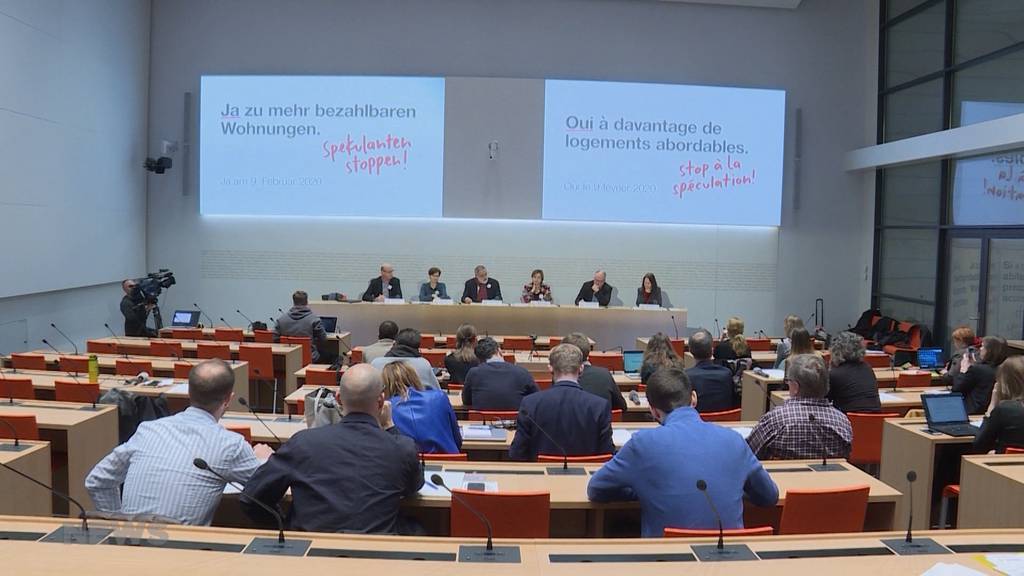 Ja zu mehr bezahlbaren
Wohnungen.
Spekulanten
stoppen!
Ja am 9. Februar 2020
Oui à davantage de
logements abordables.
stop à la
spéculation!
Oui le 9 février 2020
NEWS